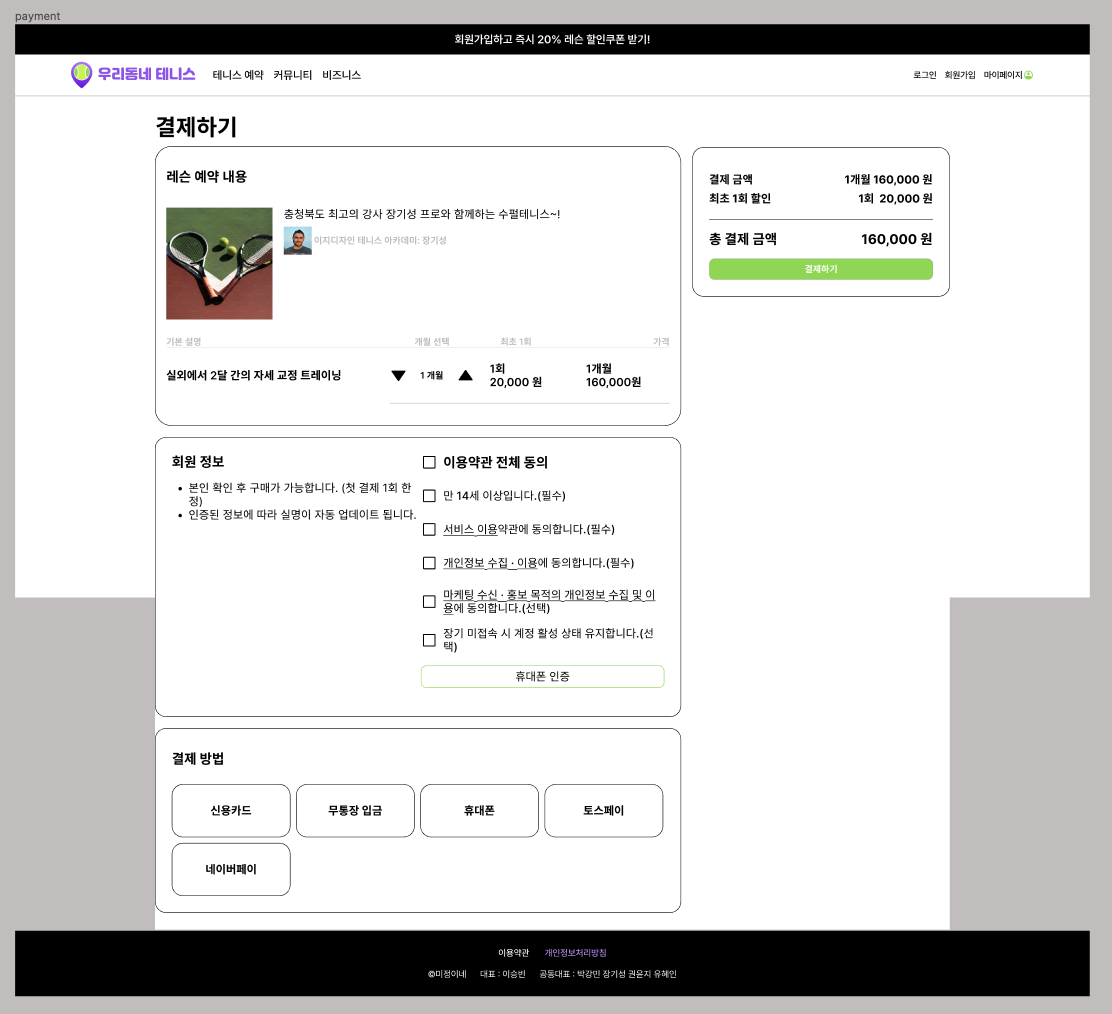 payment
회원가입하고 즉시 20% 레슨 할인쿠폰 받기!
우리동네 테니스 테니스 예약 커뮤니티 비즈니스 로그인 회원가입 마이페이지
결제하기
레슨 예약 내용
충청북도 최고의 강사 장기성 프로와 함께하는 수펄테니스~!
이지디자인 테니스 아카데미: 장기성
기본 설명 개월 선택 최초 1회 가격
실외에서 2달 간의 자세 교정 트레이닝 1 개월
1회
20,000 원
1개월
160,000원
결제 금액 1개월 160,000 원
최초 1회 할인 1회 20,000 원
총 결제 금액 160,000 원
결제하기
회원 정보
• 본인 확인 후 구매가 가능합니다. (첫 결제 1회 한
정)
• 인증된 정보에 따라 실명이 자동 업데이트 됩니다.
이용약관 전체 동의
만 14세 이상입니다.(필수)
서비스 이용약관에 동의합니다.(필수)
개인정보 수집 · 이용에 동의합니다.(필수)
마케팅 수신 · 홍보 목적의 개인정보 수집 및 이
용에 동의합니다.(선택)
장기 미접속 시 계정 활성 상태 유지합니다.(선
택)
휴대폰 인증
결제 방법
신용카드 무통장 입금 휴대폰 토스페이
네이버페이
이용약관 개인정보처리방침
©미정이네 대표 : 이승빈 공동대표 : 박강민 장기성 권윤지 유혜인